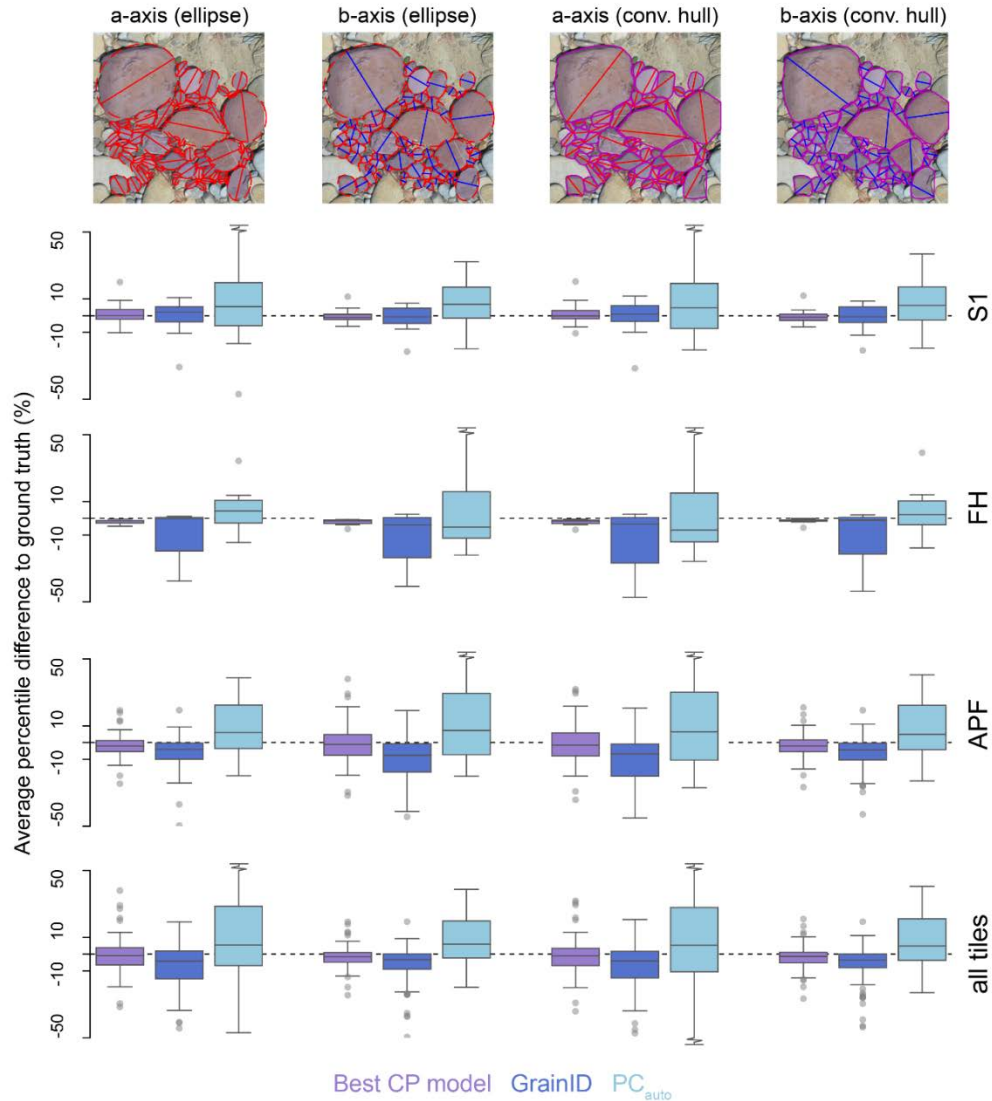 a-axis (ellipse) b-axis (ellipse) a-axis (conv. hull) b-axis (conv. hull)
Average percentile difference to ground truth (%)
50
10
-10
-50
S1
50
10
-10
-50
FH
50
10
-10
-50
APF
50
10
-10
-50
all tiles
Best CP model GrainID PCauto